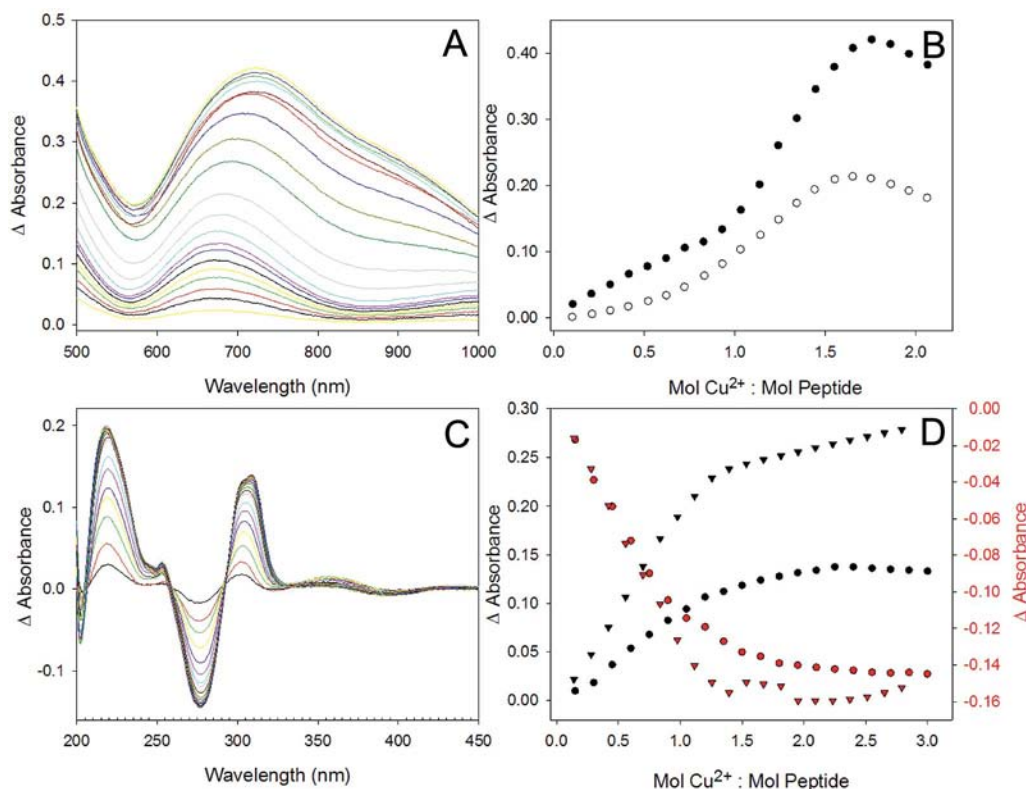 A
0.5
0.4
0.3
0.2
0.1
0.0
Δ Absorbance
500 600 700 800 900 1000
Wavelength (nm)
B
0.40
0.30
0.20
0.10
0.00
Δ Absorbance
0.0 0.5 1.0 1.5 2.0
Mol Cu²⁺ : Mol Peptide
C
0.2
0.1
0.0
-0.1
Δ Absorbance
200 250 300 350 400 450
Wavelength (nm)
D
0.30
0.25
0.20
0.15
0.10
0.05
0.00
Δ Absorbance
0.00
-0.02
-0.04
-0.06
-0.08
-0.10
-0.12
-0.14
-0.16
Δ Absorbance
0.0 0.5 1.0 1.5 2.0 2.5 3.0
Mol Cu²⁺ : Mol Peptide